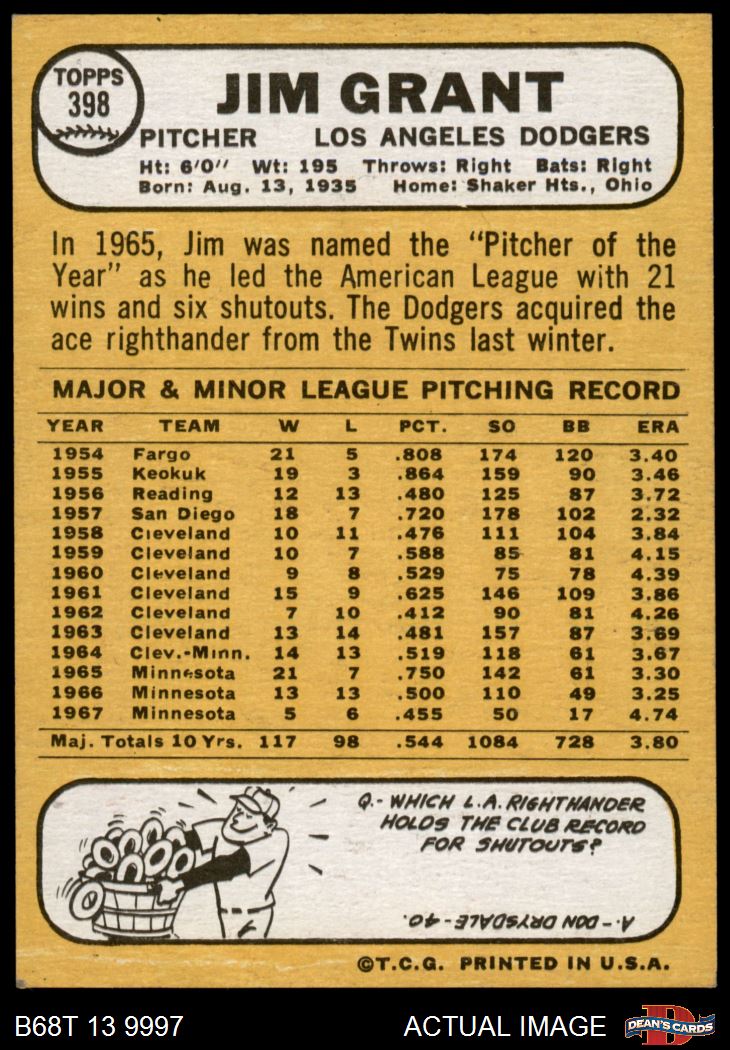 TOPPS
398
JIM GRANT
PITCHER LOS ANGELES DODGERS
Ht: 6'0" Wt: 195 Throws: Right Bats: Right
Born: Aug. 13, 1935 Home: Shaker Hts., Ohio
In 1965, Jim was named the "Pitcher of the
Year" as he led the American League with 21
wins and six shutouts. The Dodgers acquired the
ace righthander from the Twins last winter.
MAJOR & MINOR LEAGUE PITCHING RECORD
YEAR TEAM W L PCT. SO BB ERA
1954 Fargo 21 5 .808 174 120 3.40
1955 Keokuk 19 3 .864 159 90 3.46
1956 Reading 12 13 .480 125 87 3.72
1957 San Diego 18 7 .720 178 102 2.32
1958 Cleveland 10 11 .476 111 104 3.84
1959 Cleveland 10 7 .588 85 81 4.15
1960 Cleveland 9 8 .529 75 78 4.39
1961 Cleveland 15 9 .625 146 109 3.86
1962 Cleveland 7 10 .412 90 81 4.26
1963 Cleveland 13 14 .481 157 87 3.69
1964 Clev.-Minn. 14 13 .519 118 61 3.67
1965 Minnesota 21 7 .750 142 61 3.30
1966 Minnesota 13 13 .500 110 49 3.25
1967 Minnesota 5 6 .455 50 17 4.74
Maj. Totals 10 Yrs. 117 98 .544 1084 728 3.80
Q.- WHICH L.A. RIGHTHANDER
HOLDS THE CLUB RECORD
FOR SHUTOUTS?
A.- DON DRYSDALE - 40.
©T.C.G. PRINTED IN U.S.A.
B68T 13 9997 ACTUAL IMAGE
D
DEAN'S CARDS